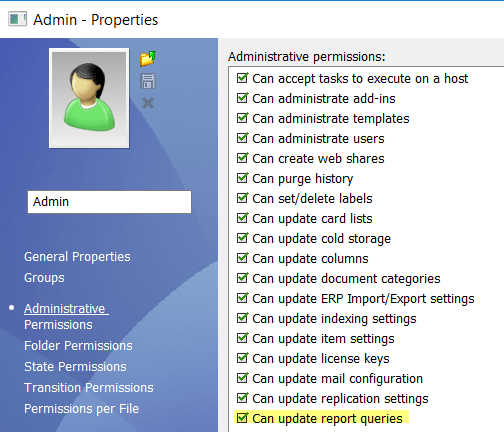 Admin - Properties
Administrative permissions:
Can accept tasks to execute on a host
Can administrate add-ins
Can administrate templates
Can administrate users
Can create web shares
Can purge history
Can set/delete labels
Can update card lists
Can update cold storage
Can update columns
Can update document categories
Can update ERP Import/Export settings
Can update indexing settings
Can update item settings
Can update license keys
Can update mail configuration
Can update replication settings
Can update report queries
Admin
General Properties
Groups
Administrative
Permissions
Folder Permissions
State Permissions
Transition Permissions
Permissions per File